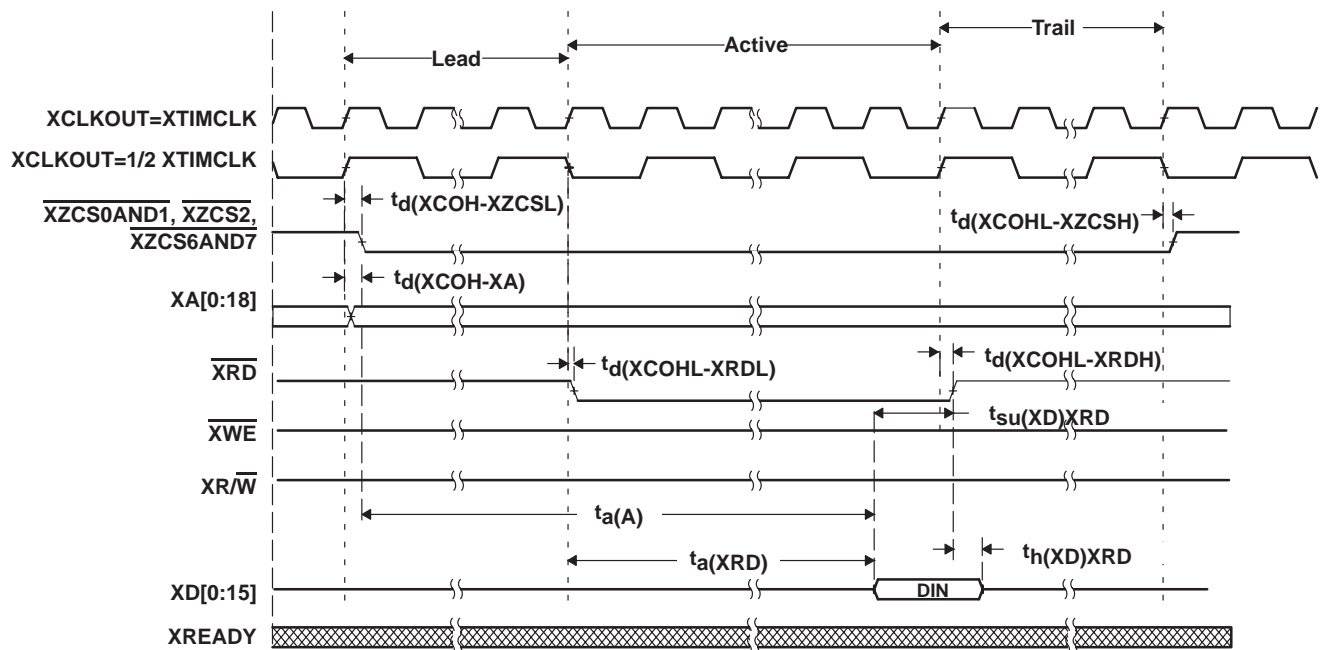 Trail
Active
Lead
XCLKOUT=XTIMCLK
XCLKOUT=1/2 XTIMCLK
td(XCOH-XZCSL)
XZCS0AND1, XZCS2,
XZCS6AND7
td(XCOHL-XZCSH)
td(XCOH-XA)
XA[0:18]
XRD
td(XCOHL-XRDL)
td(XCOHL-XRDH)
tsu(XD)XRD
XWE
XR/W
ta(A)
ta(XRD)
th(XD)XRD
XD[0:15]
DIN
XREADY